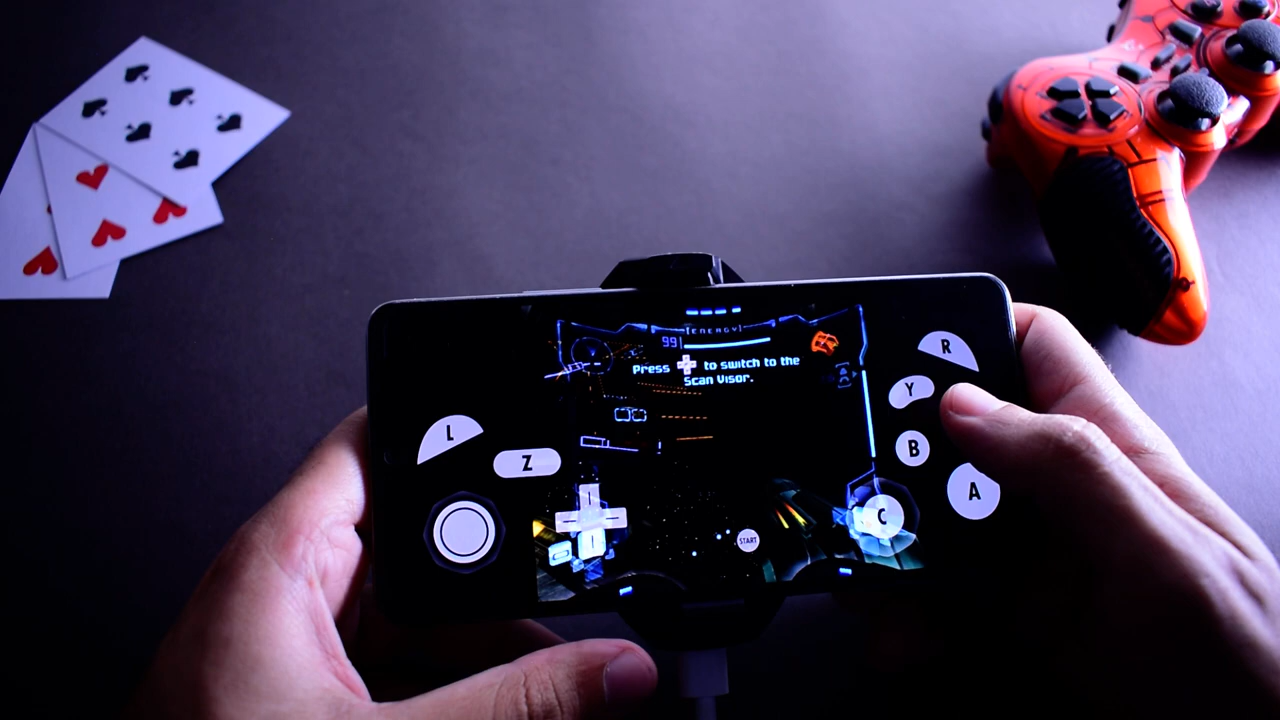 [ENERGY]
99
Press to switch to the
Scan Visor.
R
Y
L
B
Z
A
C
START